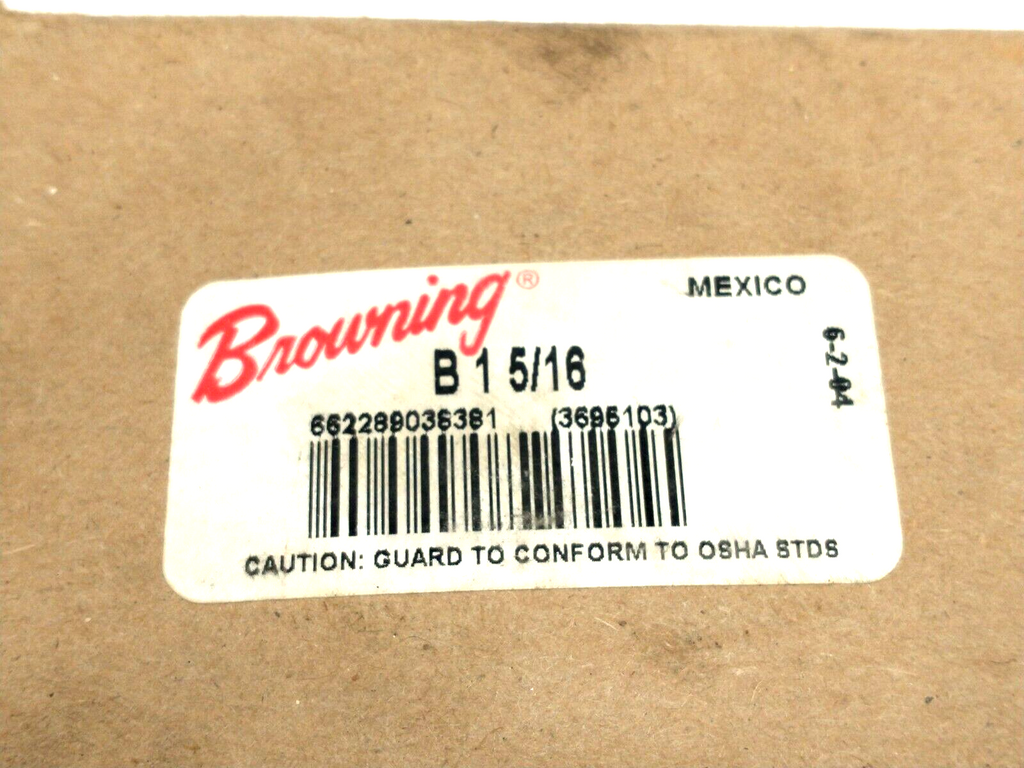 Browning®
MEXICO
B 1 5/16
6-2-04
662289036381 (3695103)
CAUTION: GUARD TO CONFORM TO OSHA STDS